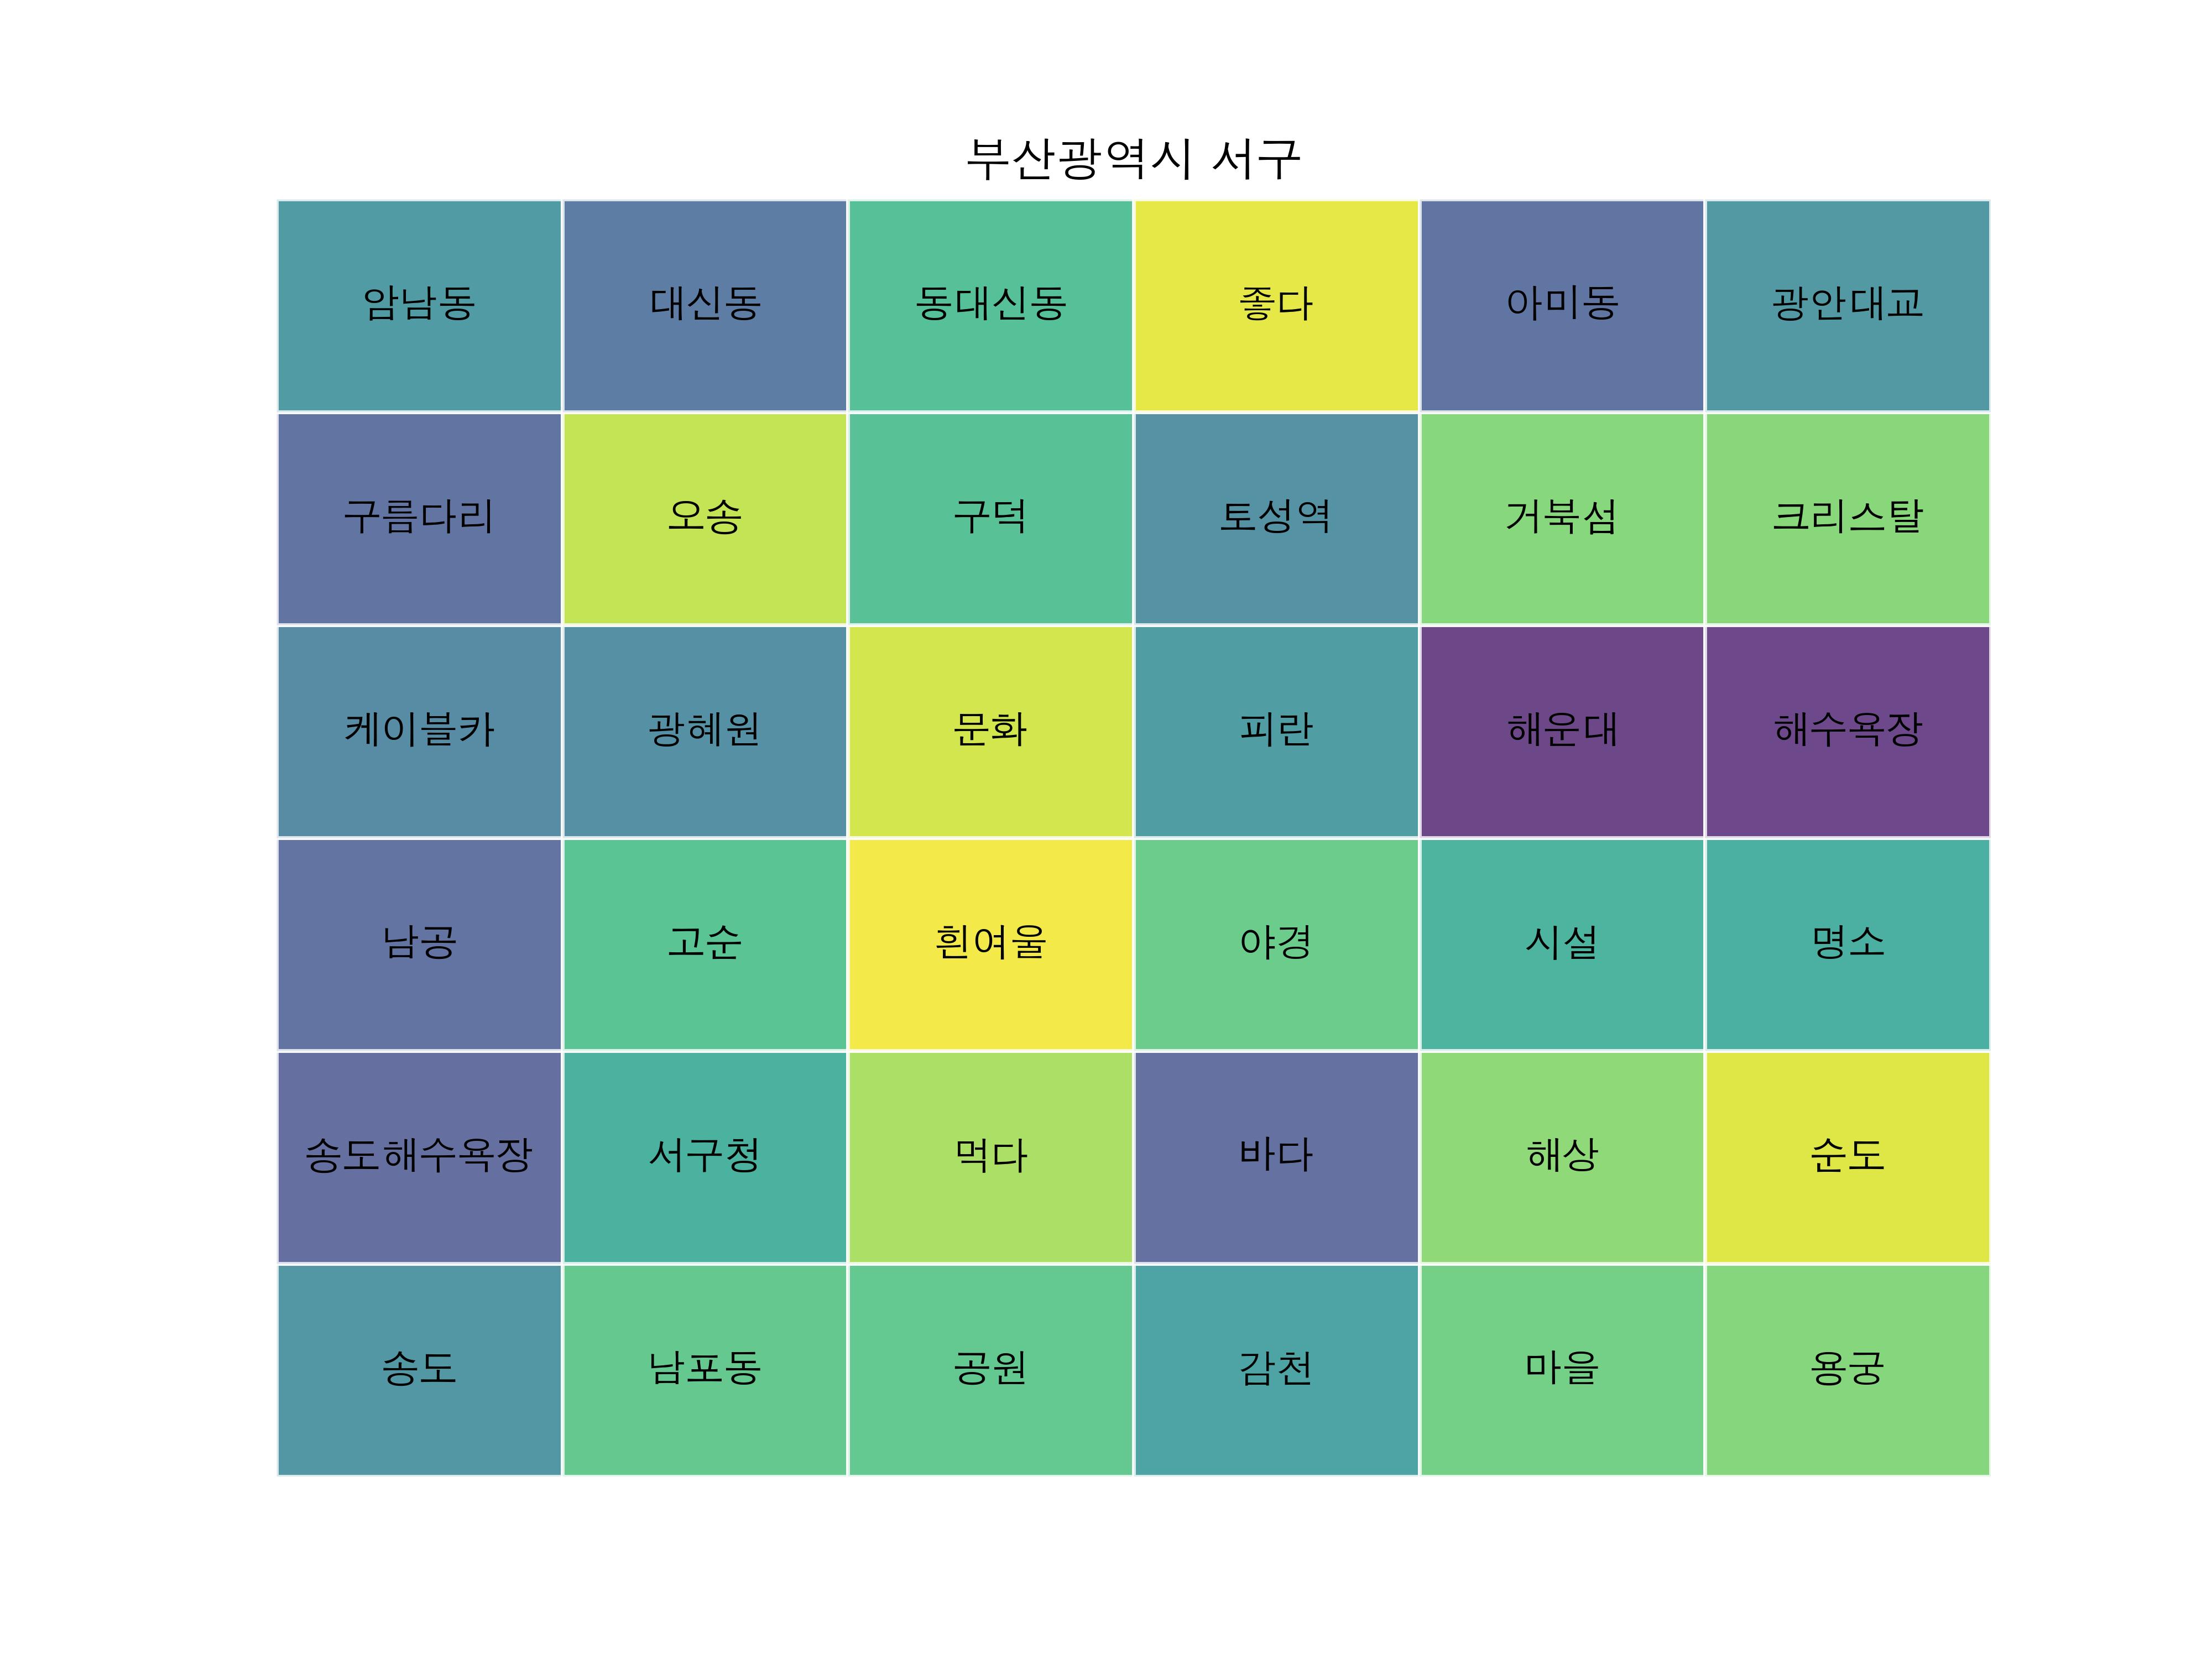 부산광역시 서구
암남동 대신동 동대신동 좋다 아미동 광안대교
구름다리 오송 구덕 토성역 거북섬 크리스탈
케이블카 광혜원 문화 피란 해운대 해수욕장
남공 고순 흰여울 야경 시설 명소
송도해수욕장 서구청 먹다 바다 해상 순도
송도 남포동 공원 감천 마을 용궁